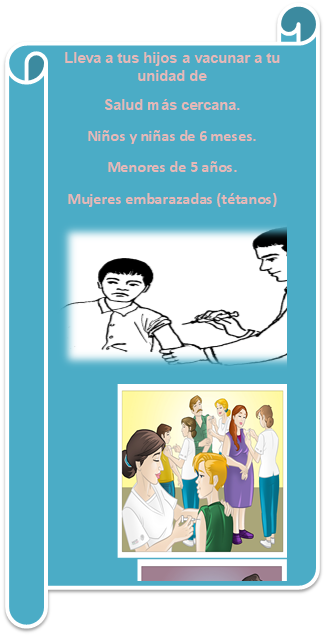 Lleva a tus hijos a vacunar a tu
unidad de
Salud más cercana.
Niños y niñas de 6 meses.
Menores de 5 años.
Mujeres embarazadas (tétanos)